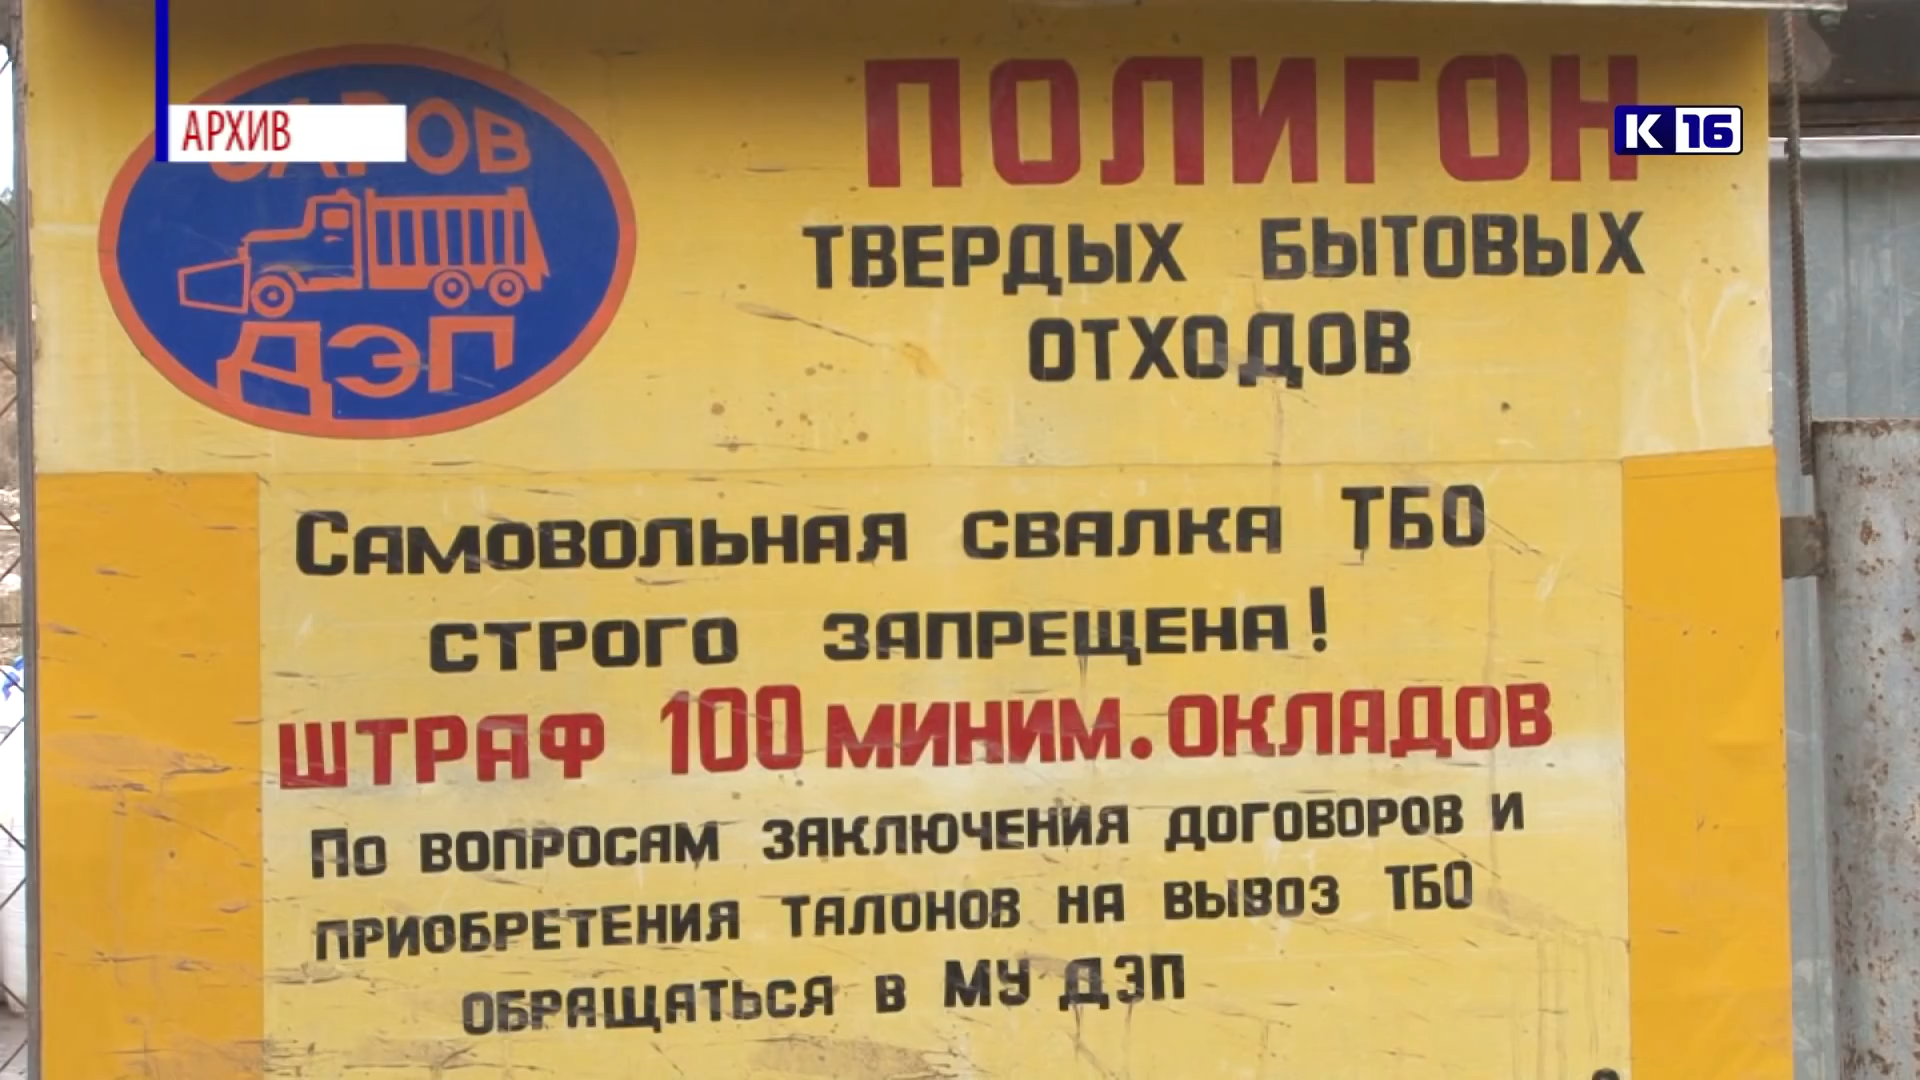 АРХИВ
К 16
САРОВ
ДЭП
ПОЛИГОН
ТВЕРДЫХ БЫТОВЫХ
ОТХОДОВ
САМОВОЛЬНАЯ СВАЛКА ТБО
СТРОГО ЗАПРЕЩЕНА!
ШТРАФ 100 МИНИМ. ОКЛАДОВ
ПО ВОПРОСАМ ЗАКЛЮЧЕНИЯ ДОГОВОРОВ И
ПРИОБРЕТЕНИЯ ТАЛОНОВ НА ВЫВОЗ ТБО
ОБРАЩАТЬСЯ В МУ ДЭП